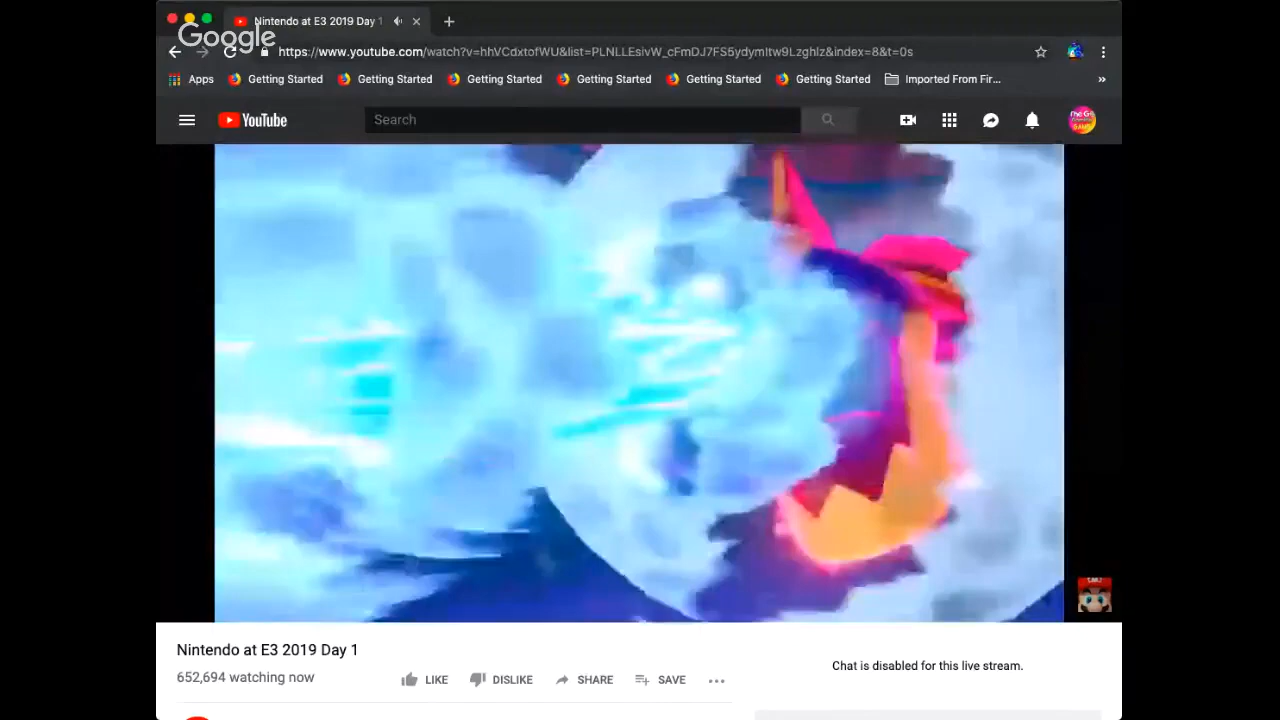 Nintendo at E3 2019 Day 1
Google
https://www.youtube.com/watch?v=hhVCdxtofWU&list=PLNLLEsivW_cFmDJ7FS5ydymItw9Lzghlz&index=8&t=0s
Apps Getting Started Getting Started Getting Started Getting Started Getting Started Getting Started Imported From Fir... »
YouTube Search
Nintendo at E3 2019 Day 1
652,694 watching now
LIKE DISLIKE SHARE SAVE ...
Chat is disabled for this live stream.